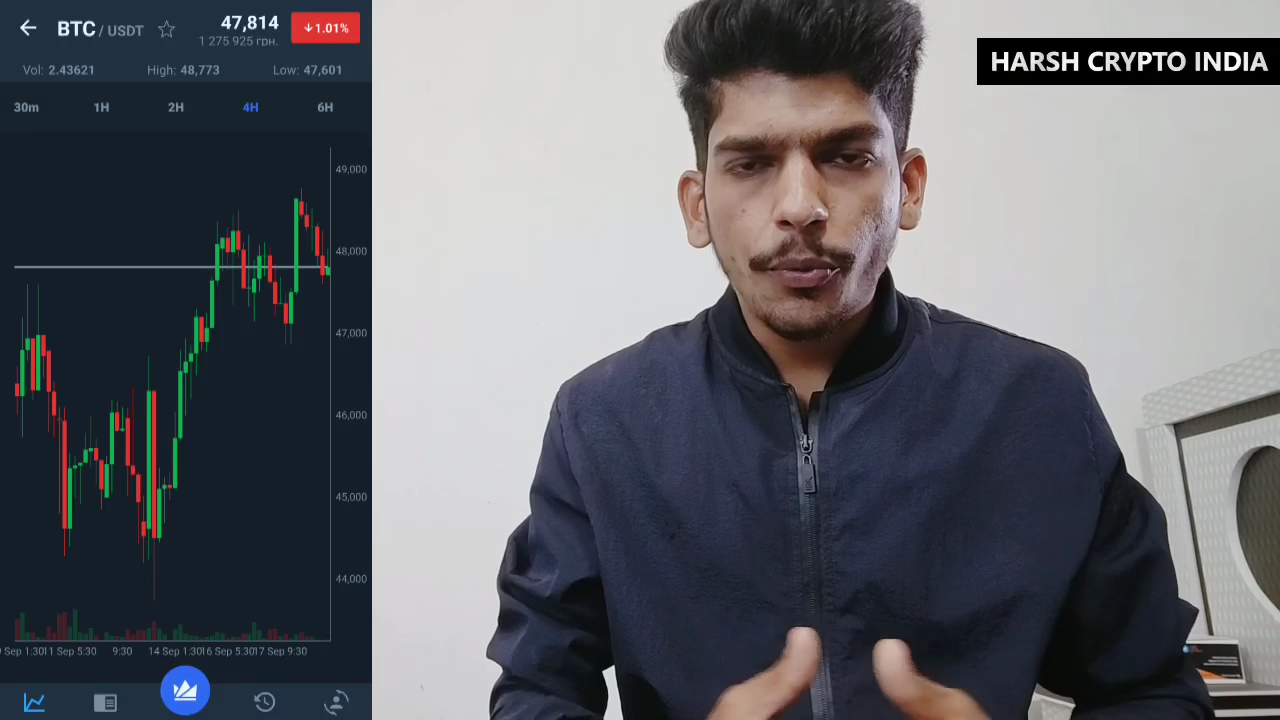 BTC / USDT
47,814
1 275 925 грн.
1.01%
Vol: 2.43621 High: 48,773 Low: 47,601
30m 1H 2H 4H 6H
49,000
48,000
47,000
46,000
45,000
44,000
Sep 1:30 11 Sep 5:30 9:30 14 Sep 1:30 16 Sep 5:30 17 Sep 9:30
HARSH CRYPTO INDIA